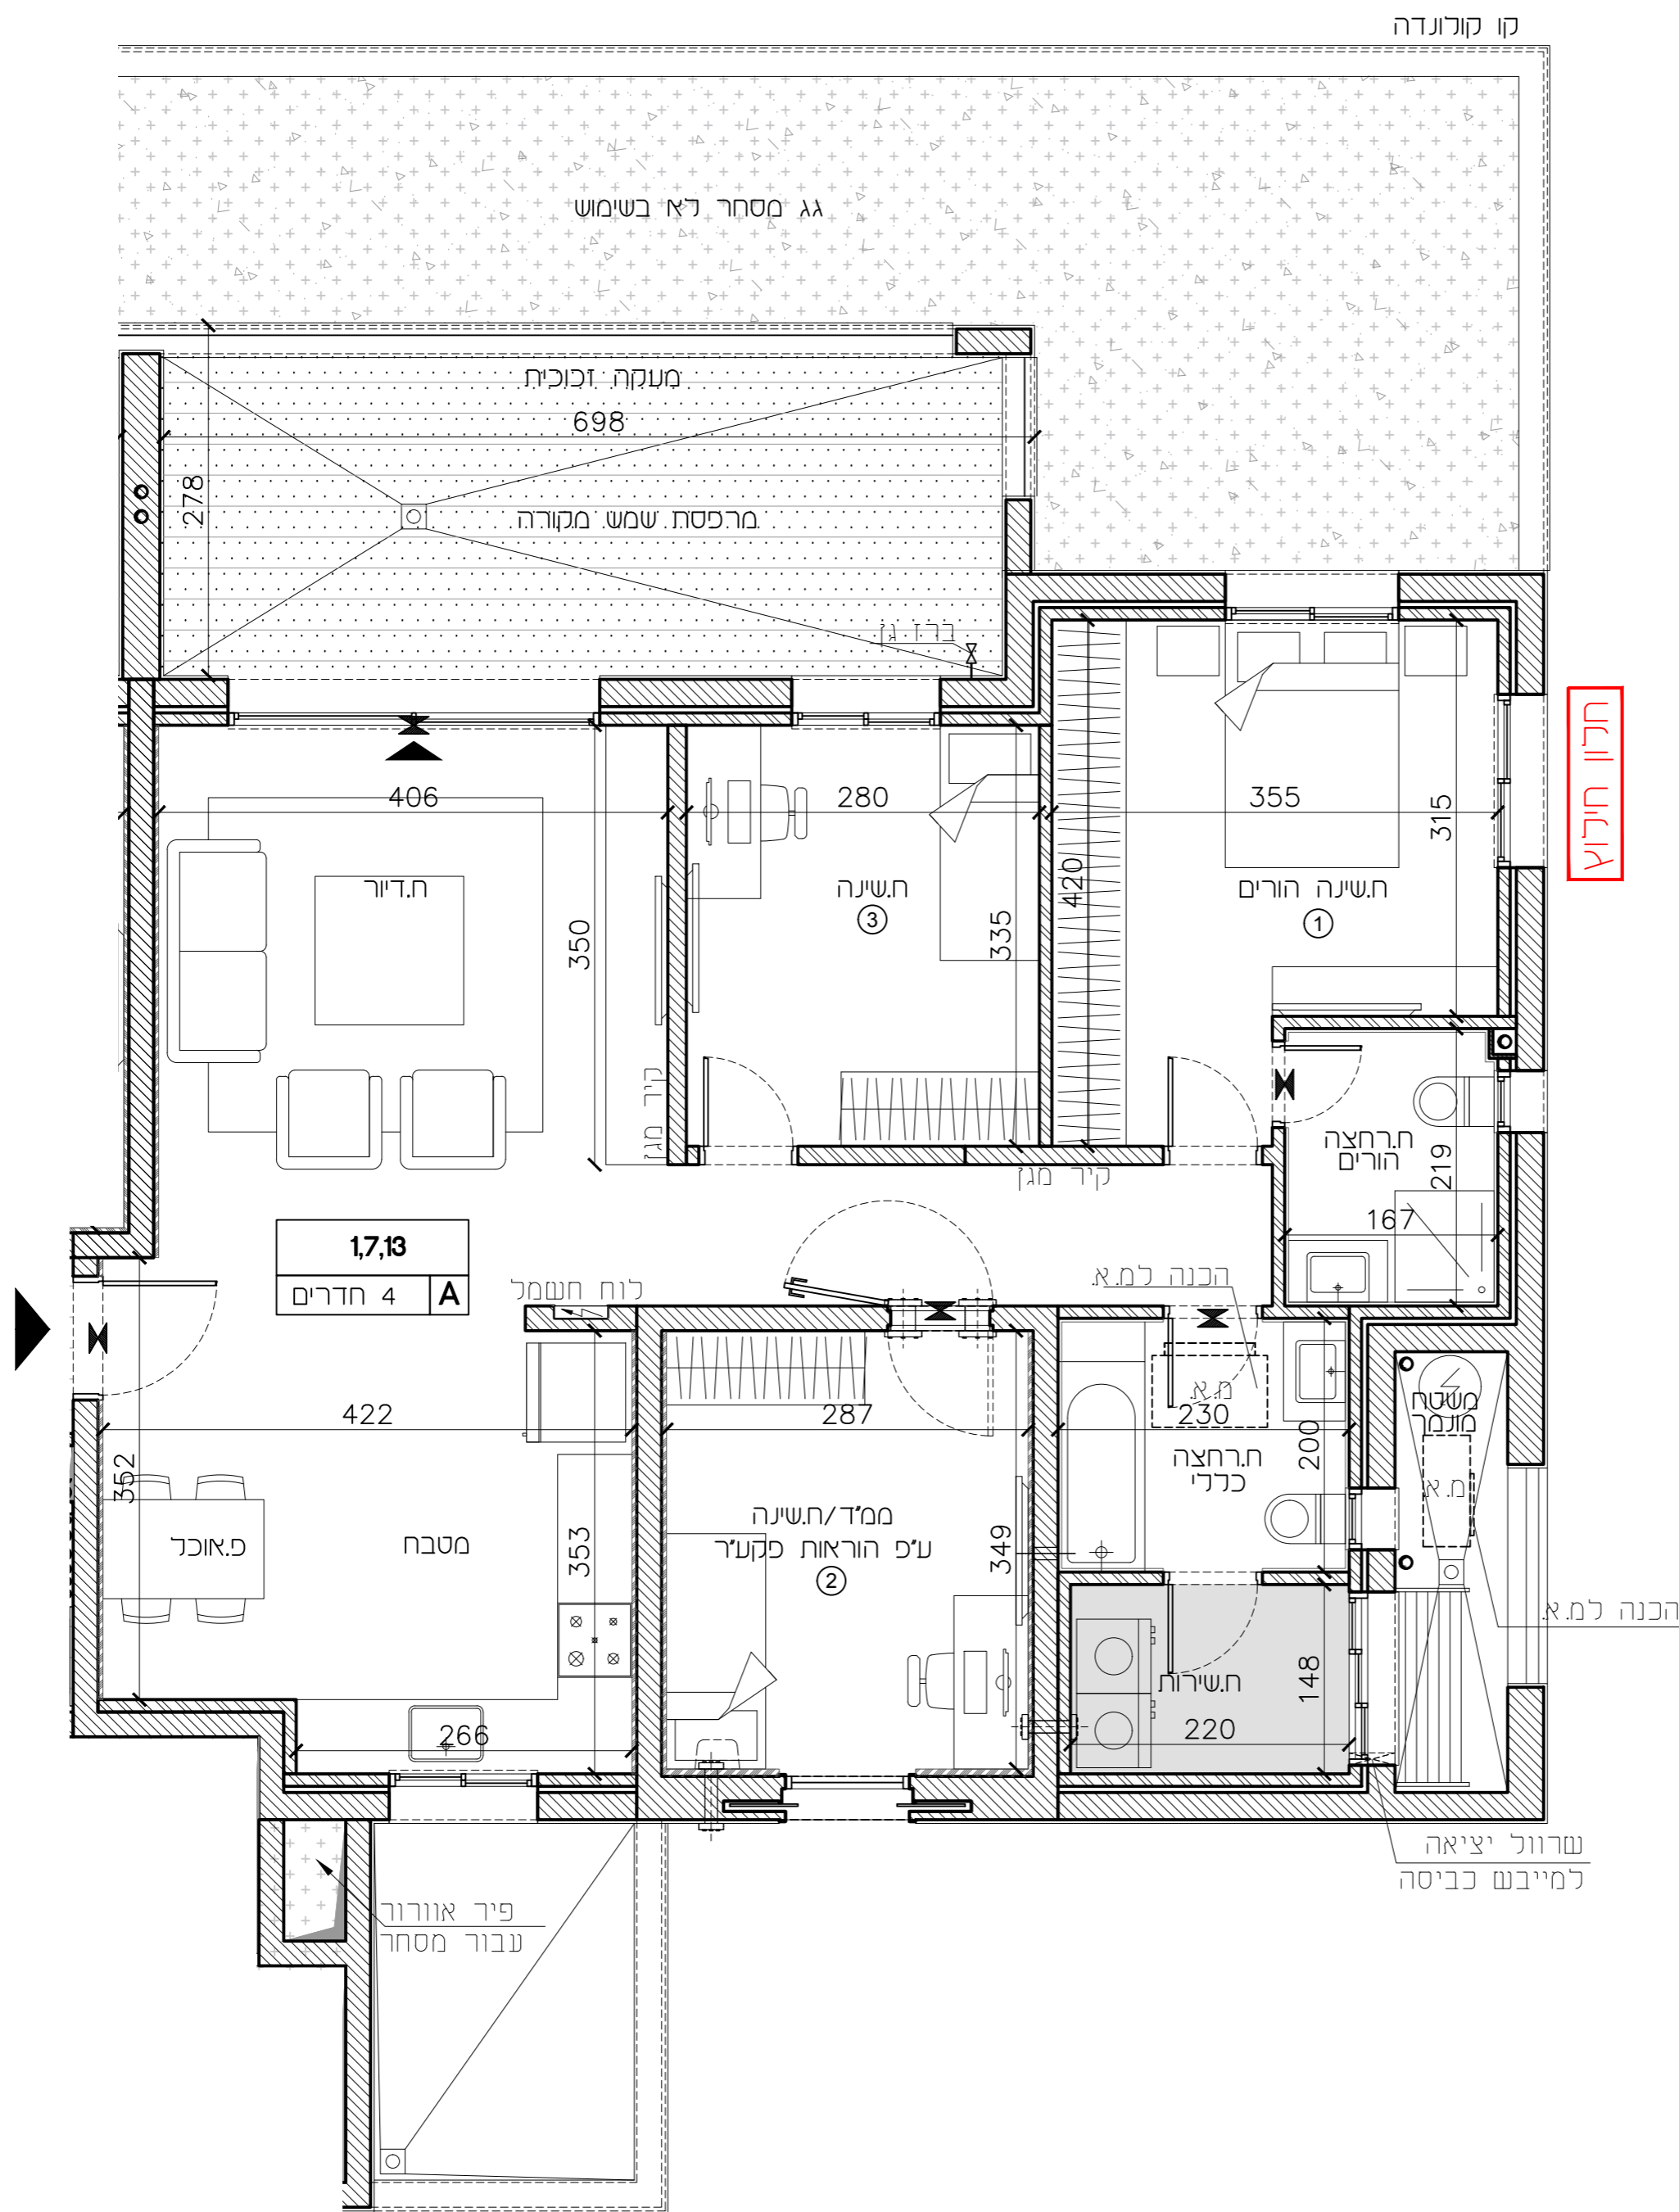 קו קולונדה
גג מסחר לא בשימוש
מעקה זכוכית
698
278
מרפסת שמש מקורה
ברז גן
חלון חילוץ
406
280
355
315
420
ח.דיור
ח.שינה
3
ח.שינה הורים
1
350
335
קיר מגן
ח.רחצה
הורים
219
קיר מגן
167
1,7,13
4 חדרים
A
לוח חשמל
הכנה למ.א.
מ.א.
משטח
מונמך
422
287
230
200
352
ח.רחצה
כללי
מ.א.
פ.אוכל
מטבח
353
ממ"ד/ח.שינה
ע"פ הוראות פקע"ר
2
349
הכנה למ.א.
ח.שירות
148
266
220
שרוול יציאה
למייבש כביסה
פיר אוורור
עבור מסחר